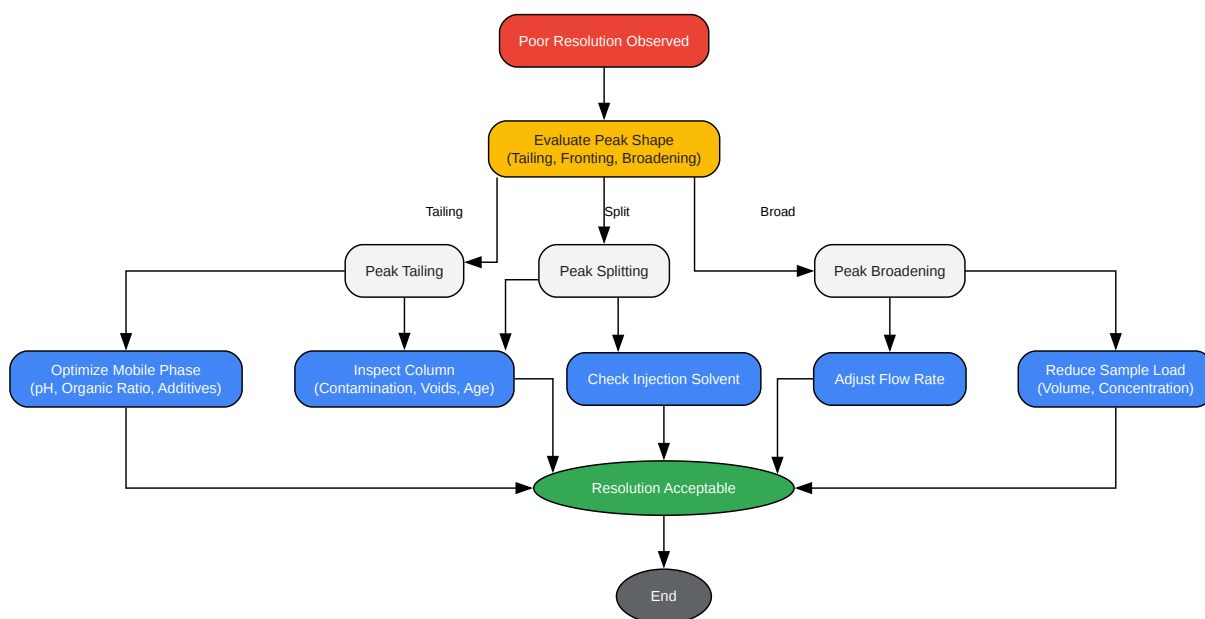 Poor Resolution Observed
Evaluate Peak Shape
(Tailing, Fronting, Broadening)
Tailing
Split
Broad
Peak Tailing
Peak Splitting
Peak Broadening
Optimize Mobile Phase
(pH, Organic Ratio, Additives)
Inspect Column
(Contamination, Voids, Age)
Check Injection Solvent
Adjust Flow Rate
Reduce Sample Load
(Volume, Concentration)
Resolution Acceptable
End